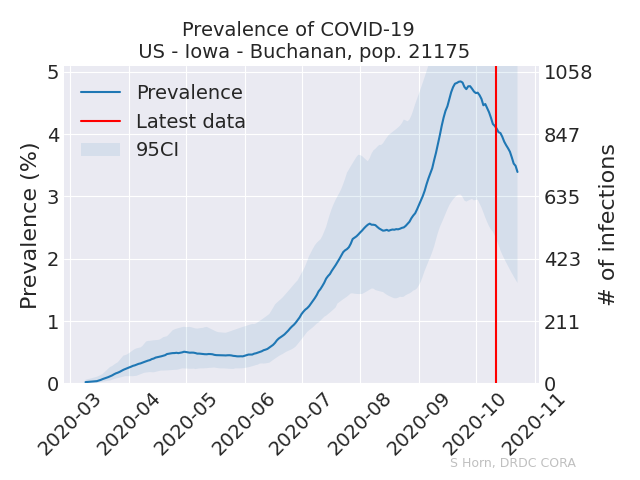 Prevalence of COVID-19
US - Iowa - Buchanan, pop. 21175
Prevalence
Latest data
95CI
Prevalence (%)
5
4
3
2
1
0
1058
847
635
423
211
0
# of infections
2020-03
2020-04
2020-05
2020-06
2020-07
2020-08
2020-09
2020-10
2020-11
S Horn, DRDC CORA